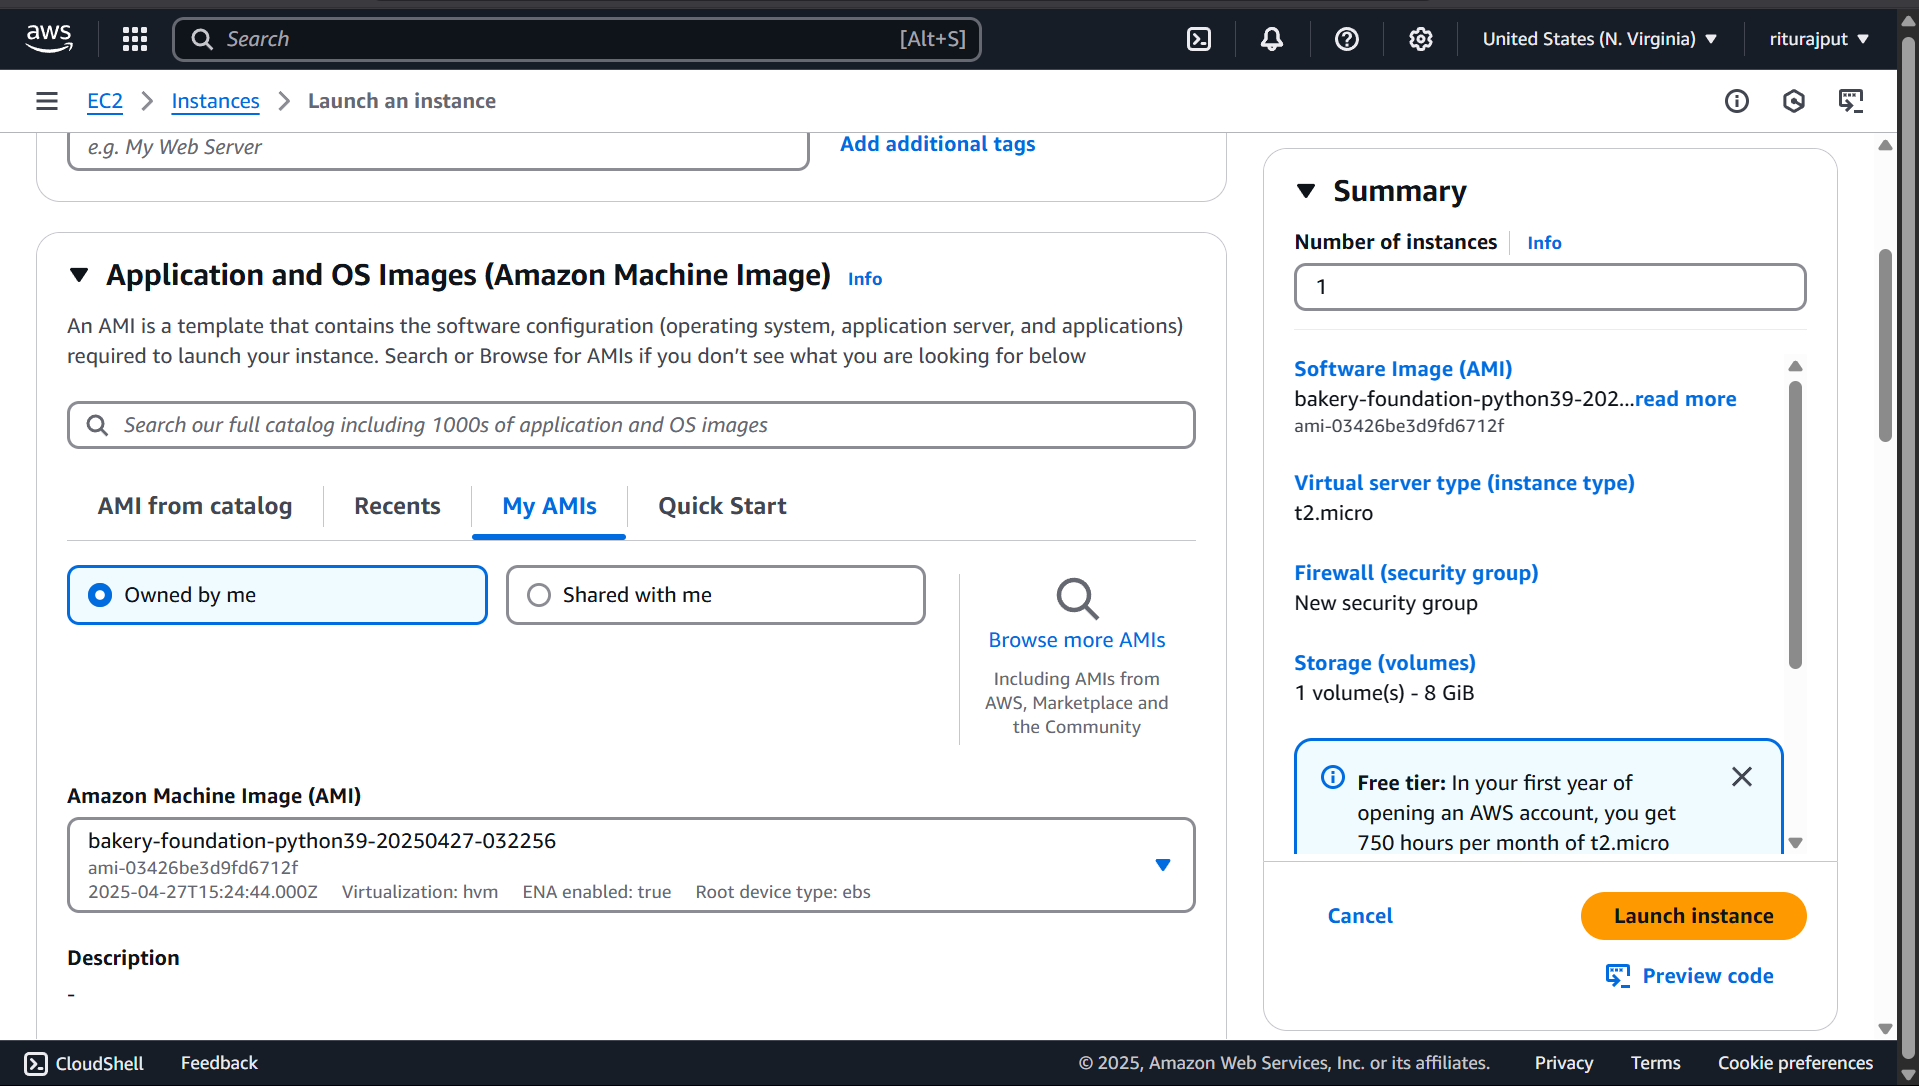 aws
Search
[Alt+S]
United States (N. Virginia)
riturajput
EC2
Instances
Launch an instance
e.g. My Web Server
Add additional tags
Application and OS Images (Amazon Machine Image)
Info
An AMI is a template that contains the software configuration (operating system, application server, and applications)
required to launch your instance. Search or Browse for AMIs if you don’t see what you are looking for below
Search our full catalog including 1000s of application and OS images
AMI from catalog
Recents
My AMIs
Quick Start
Owned by me
Shared with me
Browse more AMIs
Including AMIs from
AWS, Marketplace and
the Community
Amazon Machine Image (AMI)
bakery-foundation-python39-20250427-032256
ami-03426be3d9fd6712f
2025-04-27T15:24:44.000Z Virtualization: hvm ENA enabled: true Root device type: ebs
Description
-
Summary
Number of instances
Info
1
Software Image (AMI)
bakery-foundation-python39-202...read more
ami-03426be3d9fd6712f
Virtual server type (instance type)
t2.micro
Firewall (security group)
New security group
Storage (volumes)
1 volume(s) - 8 GiB
Free tier: In your first year of
opening an AWS account, you get
750 hours per month of t2.micro
Cancel
Launch instance
Preview code
CloudShell
Feedback
© 2025, Amazon Web Services, Inc. or its affiliates.
Privacy
Terms
Cookie preferences